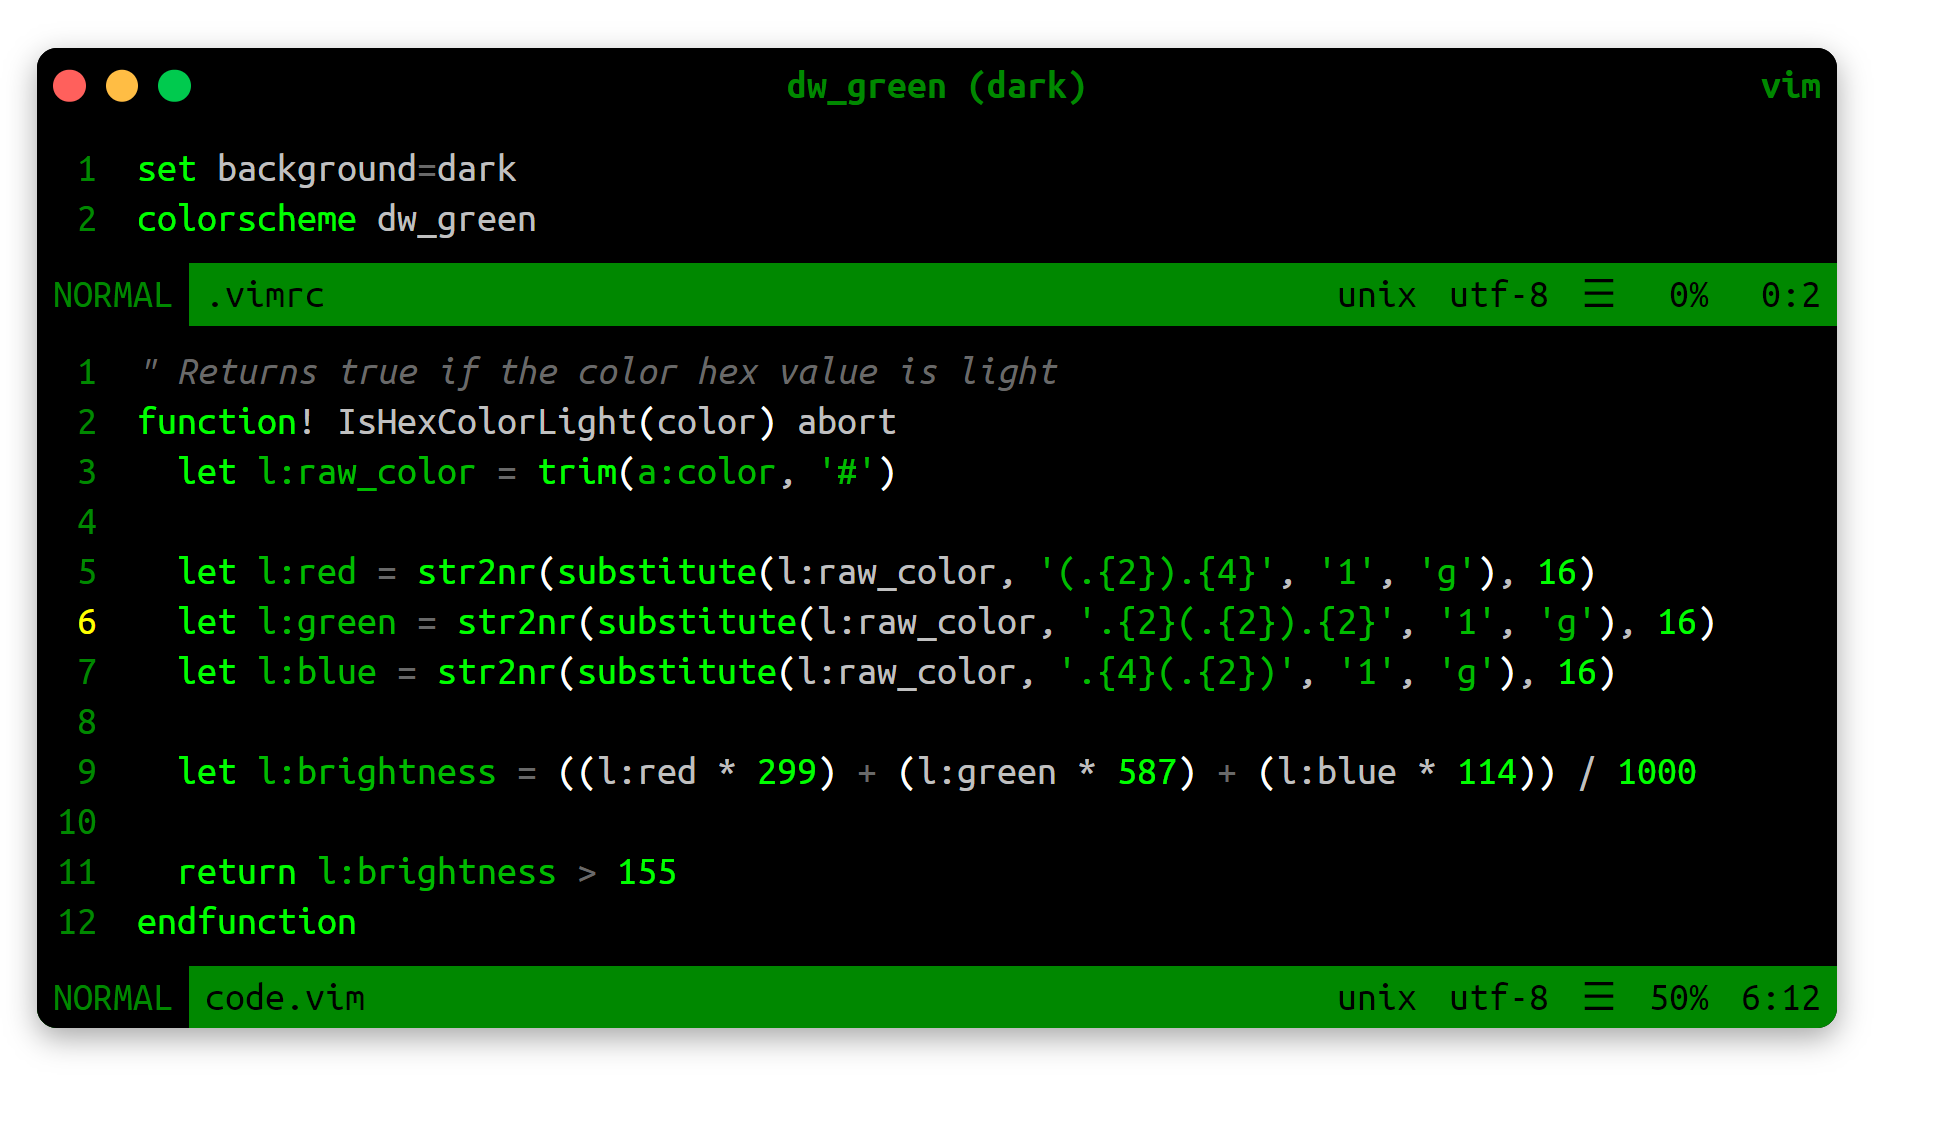 dw_green (dark) vim
1 set background=dark
2 colorscheme dw_green
NORMAL .vimrc unix utf-8 ☰ 0% 0:2
1 " Returns true if the color hex value is light
2 function! IsHexColorLight(color) abort
3   let l:raw_color = trim(a:color, '#')
4
5   let l:red = str2nr(substitute(l:raw_color, '(.{2}).{4}', '1', 'g'), 16)
6   let l:green = str2nr(substitute(l:raw_color, '.{2}(.{2}).{2}', '1', 'g'), 16)
7   let l:blue = str2nr(substitute(l:raw_color, '.{4}(.{2})', '1', 'g'), 16)
8
9   let l:brightness = ((l:red * 299) + (l:green * 587) + (l:blue * 114)) / 1000
10
11   return l:brightness > 155
12 endfunction
NORMAL code.vim unix utf-8 ☰ 50% 6:12